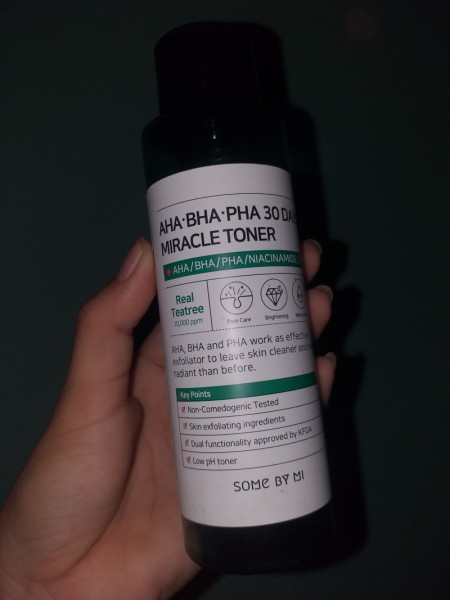 AHA·BHA·PHA 30 DA
MIRACLE TONER
+ AHA/BHA/PHA/NIACINAMIDE
Real
Teatree
10,000 ppm
Pore Care
Brightening
AHA, BHA and PHA work as effective
exfoliator to leave skin cleaner and
radiant than before.
Key Points
Non-Comedogenic Tested
Skin exfoliating ingredients
Dual functionality approved by KFDA
Low pH toner
SOME BY MI